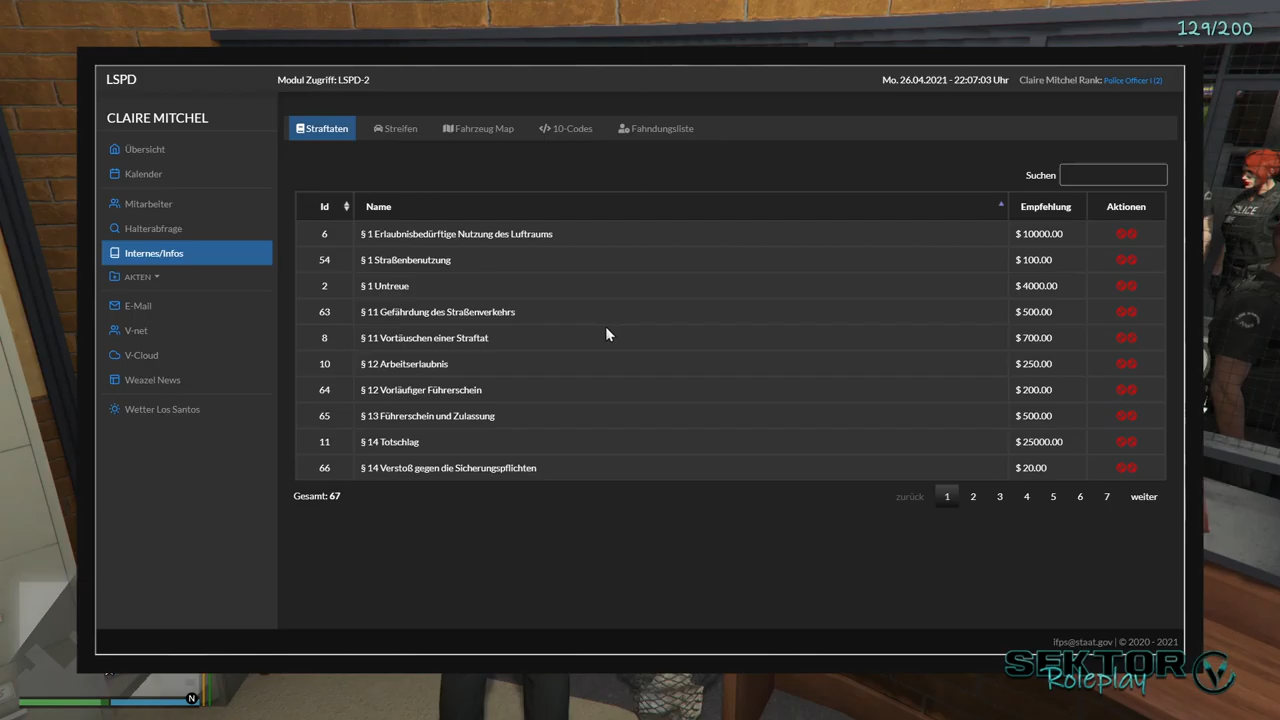 129/200
LSPD
Modul Zugriff: LSPD-2
Mo. 26.04.2021 - 22:07:03 Uhr
Claire Mitchel Rank: Police Officer I (2)
CLAIRE MITCHEL
Übersicht
Kalender
Mitarbeiter
Halterabfrage
Internes/Infos
AKTEN
E-Mail
V-net
V-Cloud
Weazel News
Wetter Los Santos
Straftaten
Streifen
Fahrzeug Map
10-Codes
Fahndungsliste
Suchen
Id Name Empfehlung Aktionen
6 § 1 Erlaubnisbedürftige Nutzung des Luftraums $ 10000.00
54 § 1 Straßenbenutzung $ 100.00
2 § 1 Untreue $ 4000.00
63 § 11 Gefährdung des Straßenverkehrs $ 500.00
8 § 11 Vortäuschen einer Straftat $ 700.00
10 § 12 Arbeitserlaubnis $ 250.00
64 § 12 Vorläufiger Führerschein $ 200.00
65 § 13 Führerschein und Zulassung $ 500.00
11 § 14 Totschlag $ 25000.00
66 § 14 Verstoß gegen die Sicherungspflichten $ 20.00
Gesamt: 67
zurück 1 2 3 4 5 6 7 weiter
ifps@staat.gov | © 2020 - 2021
SEKTOR V
Roleplay
N
POLICE